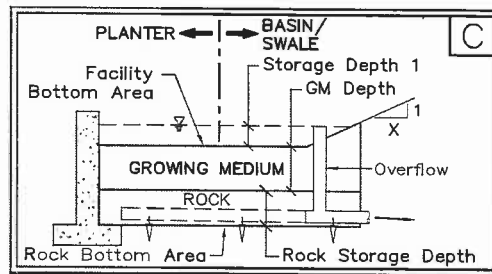 PLANTER
BASIN/
SWALE
C
Facility
Bottom Area
Storage Depth 1
GM Depth
1
X
GROWING MEDIUM
Overflow
ROCK
Rock Bottom Area
Rock Storage Depth